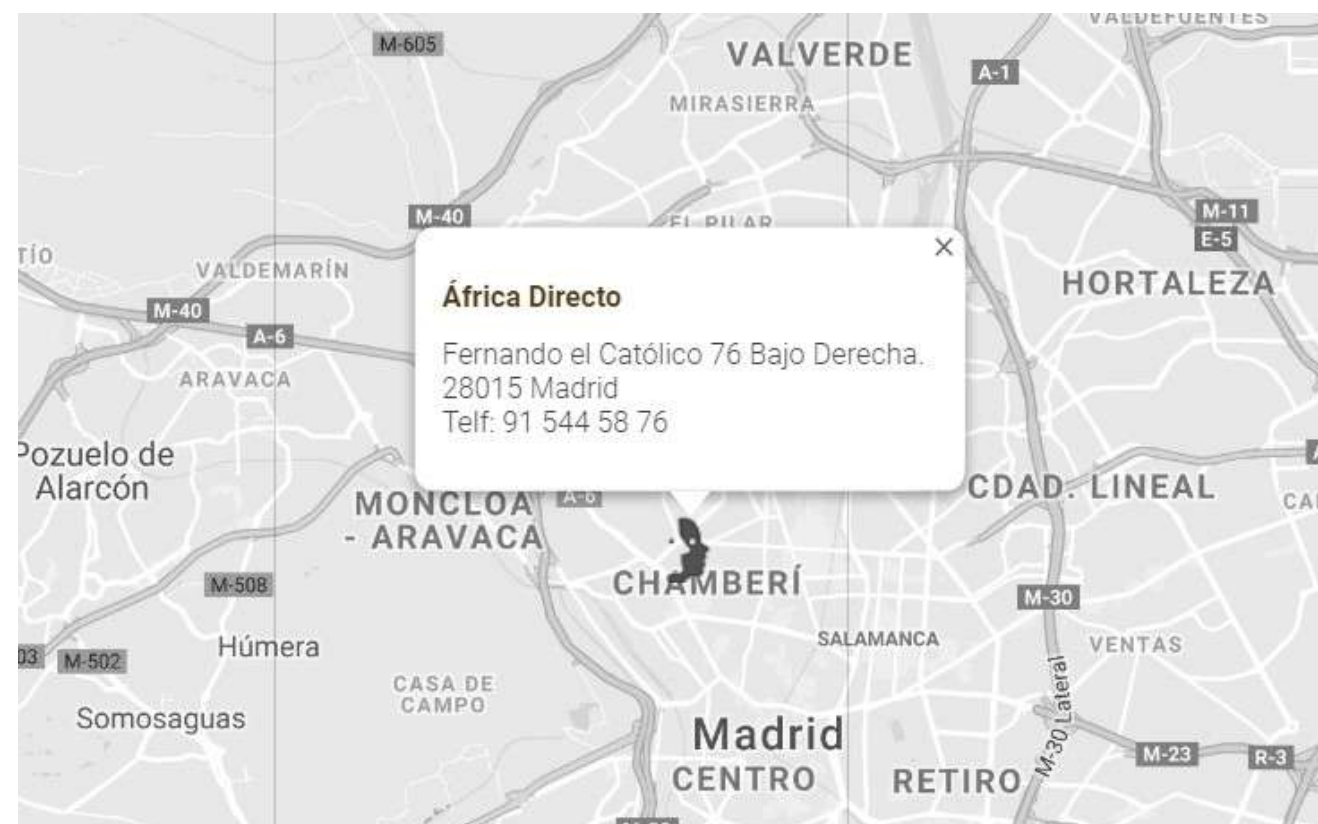 VALDEFUENTES
M-605
VALVERDE
A-1
MIRASIERRA
M-40
EL PILAR
M-11
E-5
TÍO
VALDEMARÍN
HORTALEZA
África Directo
M-40
A-6
Fernando el Católico 76 Bajo Derecha.
ARAVACA
28015 Madrid
Telf: 91 544 58 76
Pozuelo de
Alarcón
MONCLOA
- ARAVACA
A-6
CDAD. LINEAL
CHAMBERÍ
M-508
M-30
SALAMANCA
VENTAS
Húmera
03
M-502
CASA DE
CAMPO
Somosaguas
M-30 Lateral
Madrid
CENTRO
RETIRO
M-23
R-3